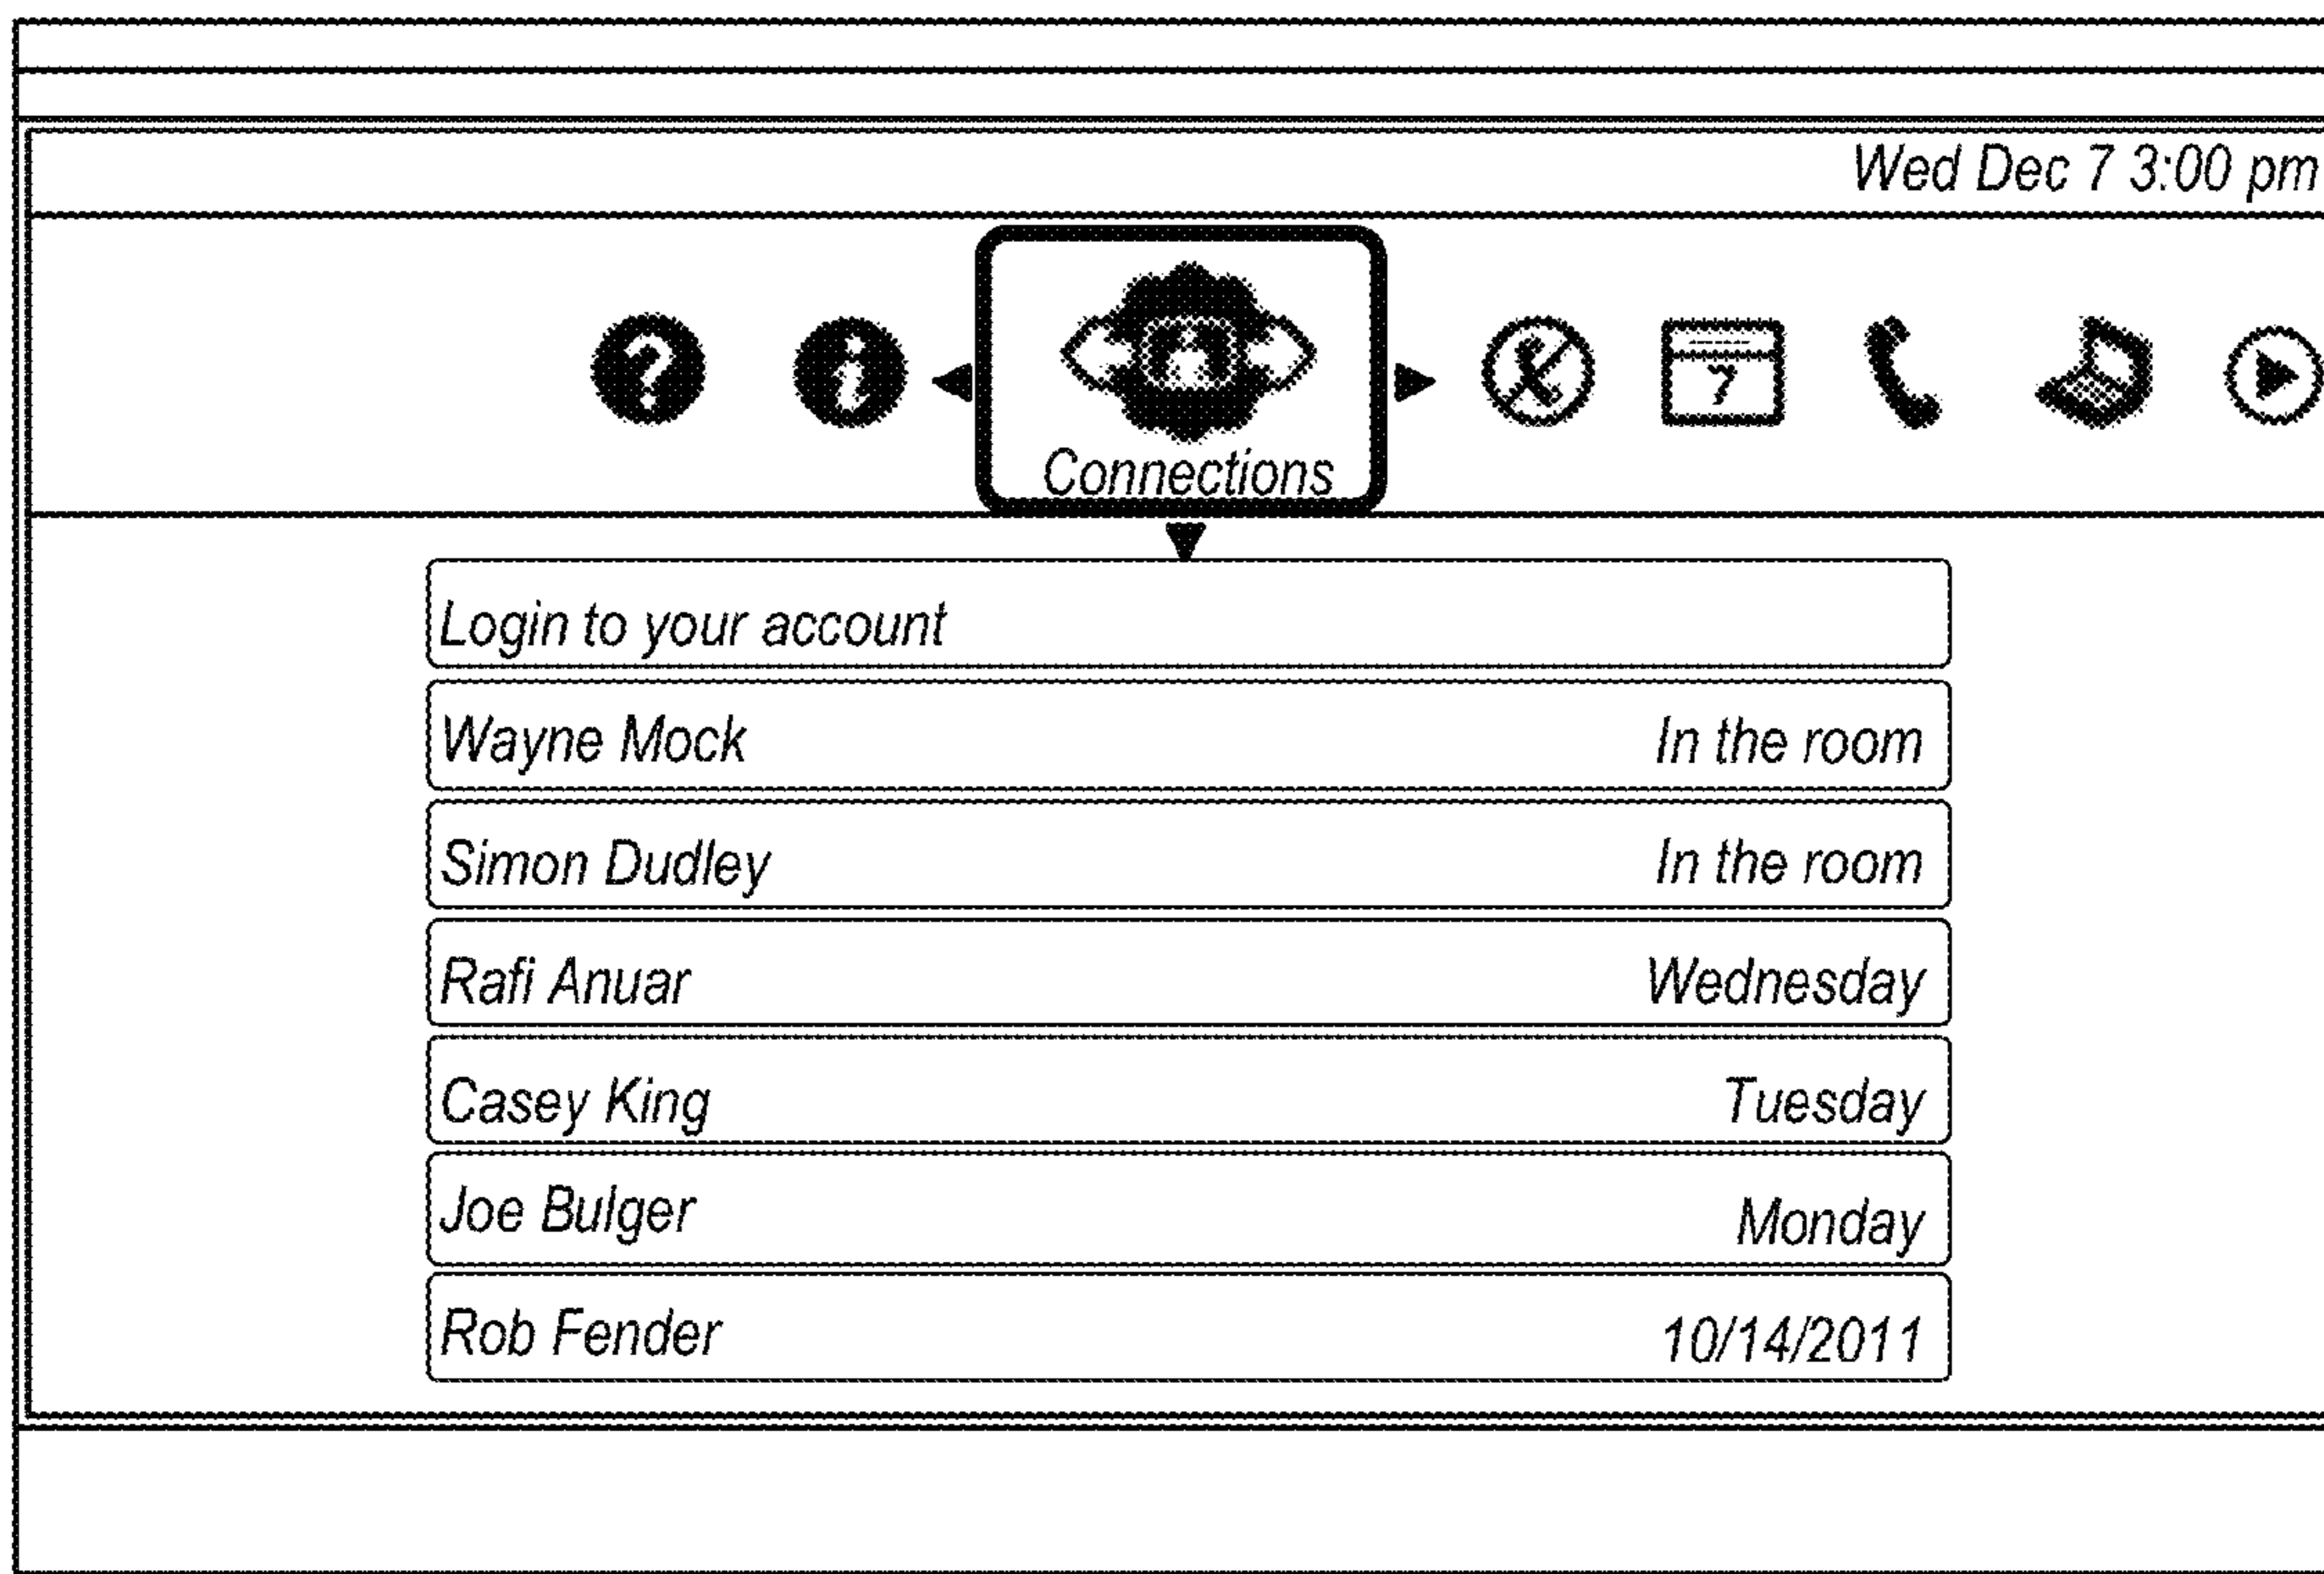 Wed Dec 7 3:00 pm
? i 7
Connections
Login to your account
Wayne Mock In the room
Simon Dudley In the room
Rafi Anuar Wednesday
Casey King Tuesday
Joe Bulger Monday
Rob Fender 10/14/2011